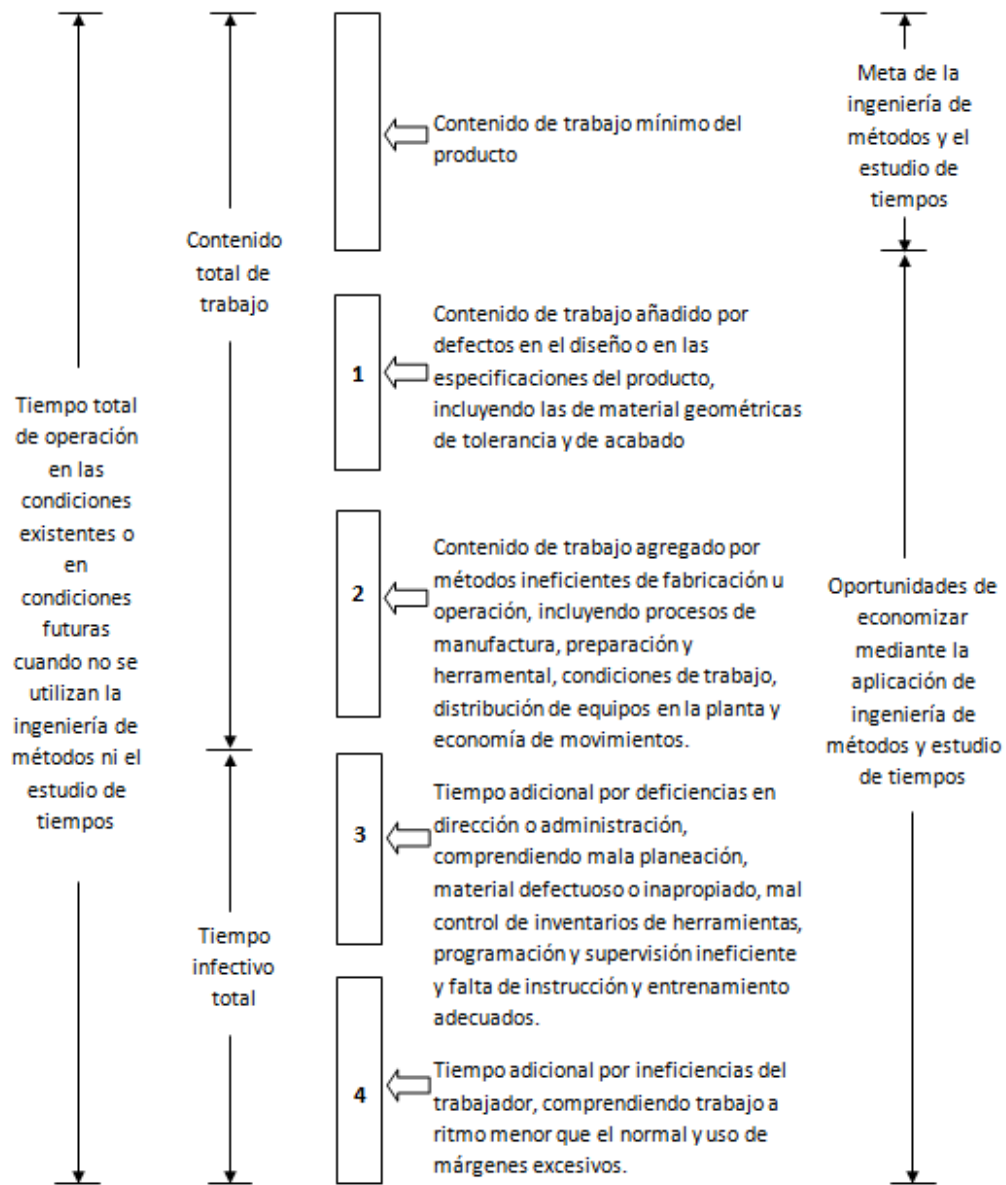 Tiempo total
de operación
en las
condiciones
existentes o
en
condiciones
futuras
cuando no se
utilizan la
ingeniería de
métodos ni el
estudio de
tiempos
Contenido
total de
trabajo
Tiempo
infectivo
total
Contenido de trabajo mínimo del
producto
1
Contenido de trabajo añadido por
defectos en el diseño o en las
especificaciones del producto,
incluyendo las de material geométricas
de tolerancia y de acabado
2
Contenido de trabajo agregado por
métodos ineficientes de fabricación u
operación, incluyendo procesos de
manufactura, preparación y
herramental, condiciones de trabajo,
distribución de equipos en la planta y
economía de movimientos.
3
Tiempo adicional por deficiencias en
dirección o administración,
comprendiendo mala planeación,
material defectuoso o inapropiado, mal
control de inventarios de herramientas,
programación y supervisión ineficiente
y falta de instrucción y entrenamiento
adecuados.
4
Tiempo adicional por ineficiencias del
trabajador, comprendiendo trabajo a
ritmo menor que el normal y uso de
márgenes excesivos.
Meta de la
ingeniería de
métodos y el
estudio de
tiempos
Oportunidades de
economizar
mediante la
aplicación de
ingeniería de
métodos y estudio
de tiempos